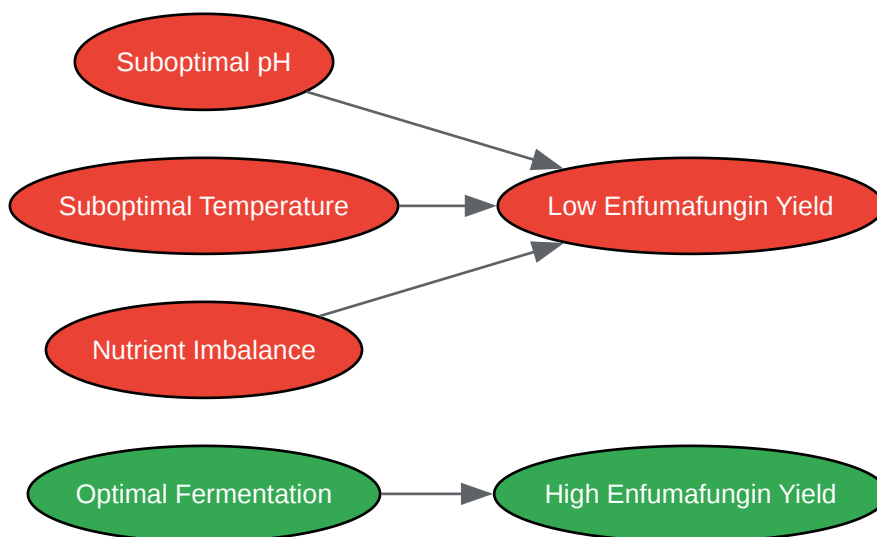 Suboptimal pH
Suboptimal Temperature
Low Enfumafungin Yield
Nutrient Imbalance
Optimal Fermentation
High Enfumafungin Yield